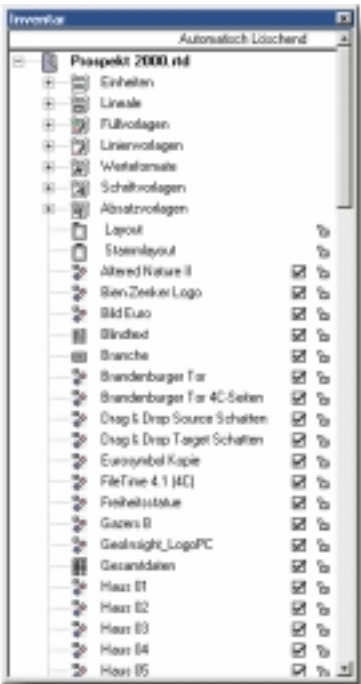 Inventar
Automatisch Löschend
Prospekt 2000.rtd
Einheiten
Lineale
Füllvorlagen
Linienvorlagen
Werteformate
Schriftvorlagen
Absatzvorlagen
Layout
Stammlayout
Altered Nature II
Bien Zenker Logo
Bild Euro
Blindtext
Branche
Brandenburger Tor
Brandenburger Tor 4C-Seiten
Drag & Drop Source Schatten
Drag & Drop Target Schatten
Eurosymbol Kopie
FileTime 4.1 (4C)
Freiheitsstatue
Gazers B
GeoInsight_LogoPC
Gesamtdaten
Haus 01
Haus 02
Haus 03
Haus 04
Haus 05